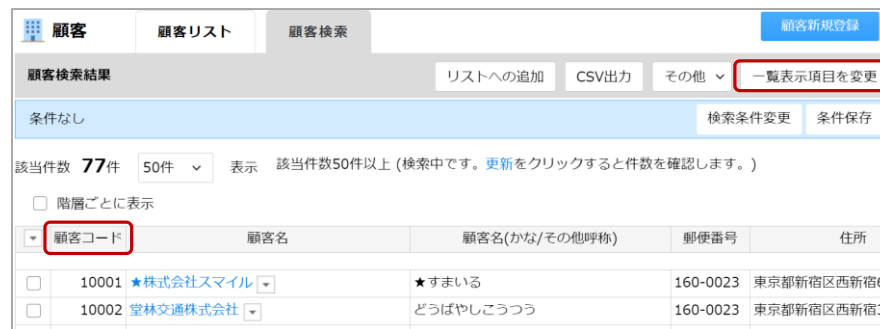 顧客 顧客リスト 顧客検索 顧客新規登録
顧客検索結果 リストへの追加 CSV出力 その他 一覧表示項目を変更
条件なし 検索条件変更 条件保存
該当件数 77件 50件 表示 該当件数50件以上 (検索中です。更新をクリックすると件数を確認します。)
階層ごとに表示
顧客コード 顧客名 顧客名(かな/その他呼称) 郵便番号 住所
10001 ★株式会社スマイル ★すまいる 160-0023 東京都新宿区西新宿
10002 堂林交通株式会社 どうばやしこうつう 160-0023 東京都新宿区西新宿